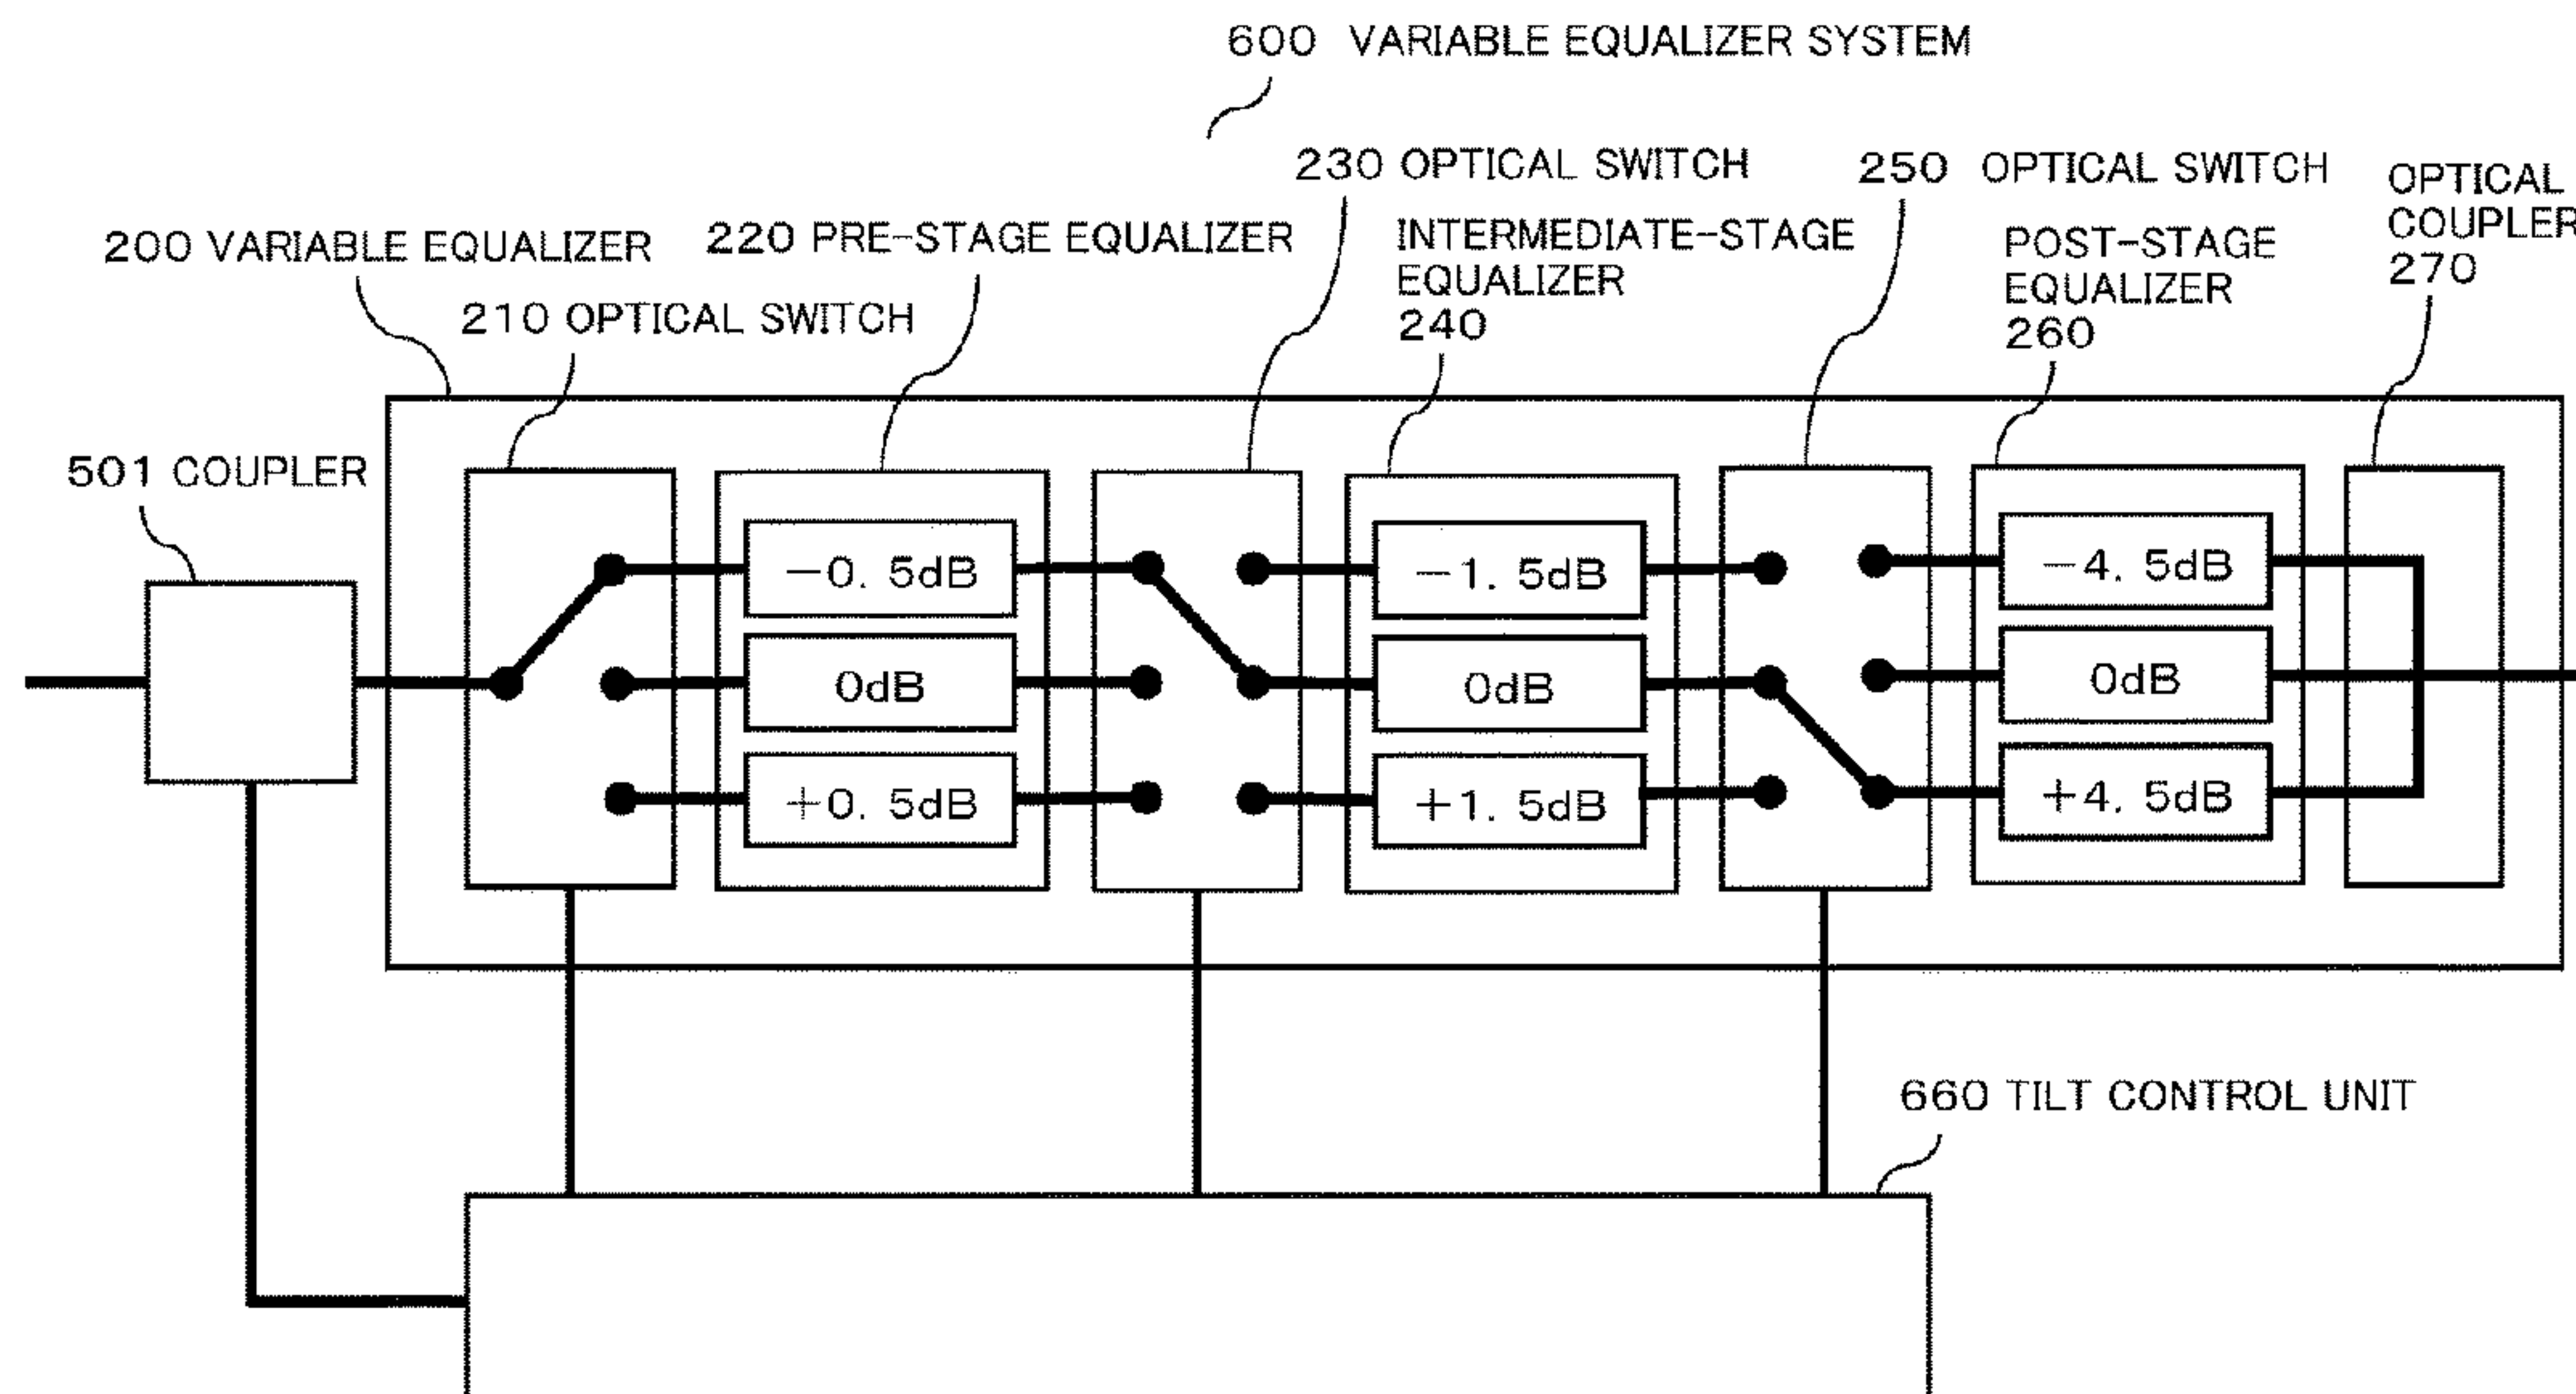 600 VARIABLE EQUALIZER SYSTEM
230 OPTICAL SWITCH
250 OPTICAL SWITCH
OPTICAL
COUPLER
270
200 VARIABLE EQUALIZER
220 PRE-STAGE EQUALIZER
INTERMEDIATE-STAGE
EQUALIZER
240
POST-STAGE
EQUALIZER
260
210 OPTICAL SWITCH
501 COUPLER
-0. 5dB
0dB
+0. 5dB
-1. 5dB
0dB
+1. 5dB
-4. 5dB
0dB
+4. 5dB
660 TILT CONTROL UNIT